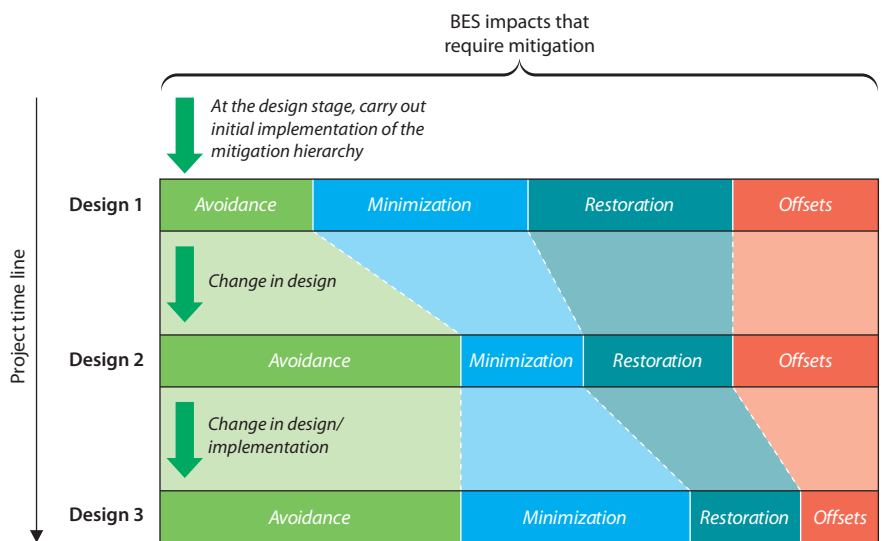 BES impacts that
require mitigation
At the design stage, carry out
initial implementation of the
mitigation hierarchy
Project time line
Design 1
Avoidance
Minimization
Restoration
Offsets
Change in design
Design 2
Avoidance
Minimization
Restoration
Offsets
Change in design/
implementation
Design 3
Avoidance
Minimization
Restoration
Offsets